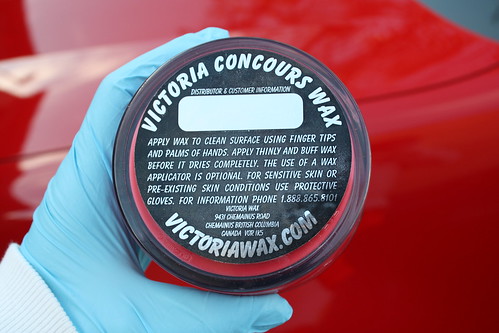 VICTORIA CONCOURS WAX
DISTRIBUTOR & CUSTOMER INFORMATION
APPLY WAX TO CLEAN SURFACE USING FINGER TIPS
AND PALMS OF HANDS. APPLY THINLY AND BUFF WAX
BEFORE IT DRIES COMPLETELY. THE USE OF A WAX
APPLICATOR IS OPTIONAL. FOR SENSITIVE SKIN OR
PRE-EXISTING SKIN CONDITIONS USE PROTECTIVE
GLOVES. FOR INFORMATION PHONE 1.888.865.8101
VICTORIA WAX
9431 CHEMAINUS ROAD
CHEMAINUS BRITISH COLUMBIA
CANADA V0R 1K5
VICTORIAWAX.COM